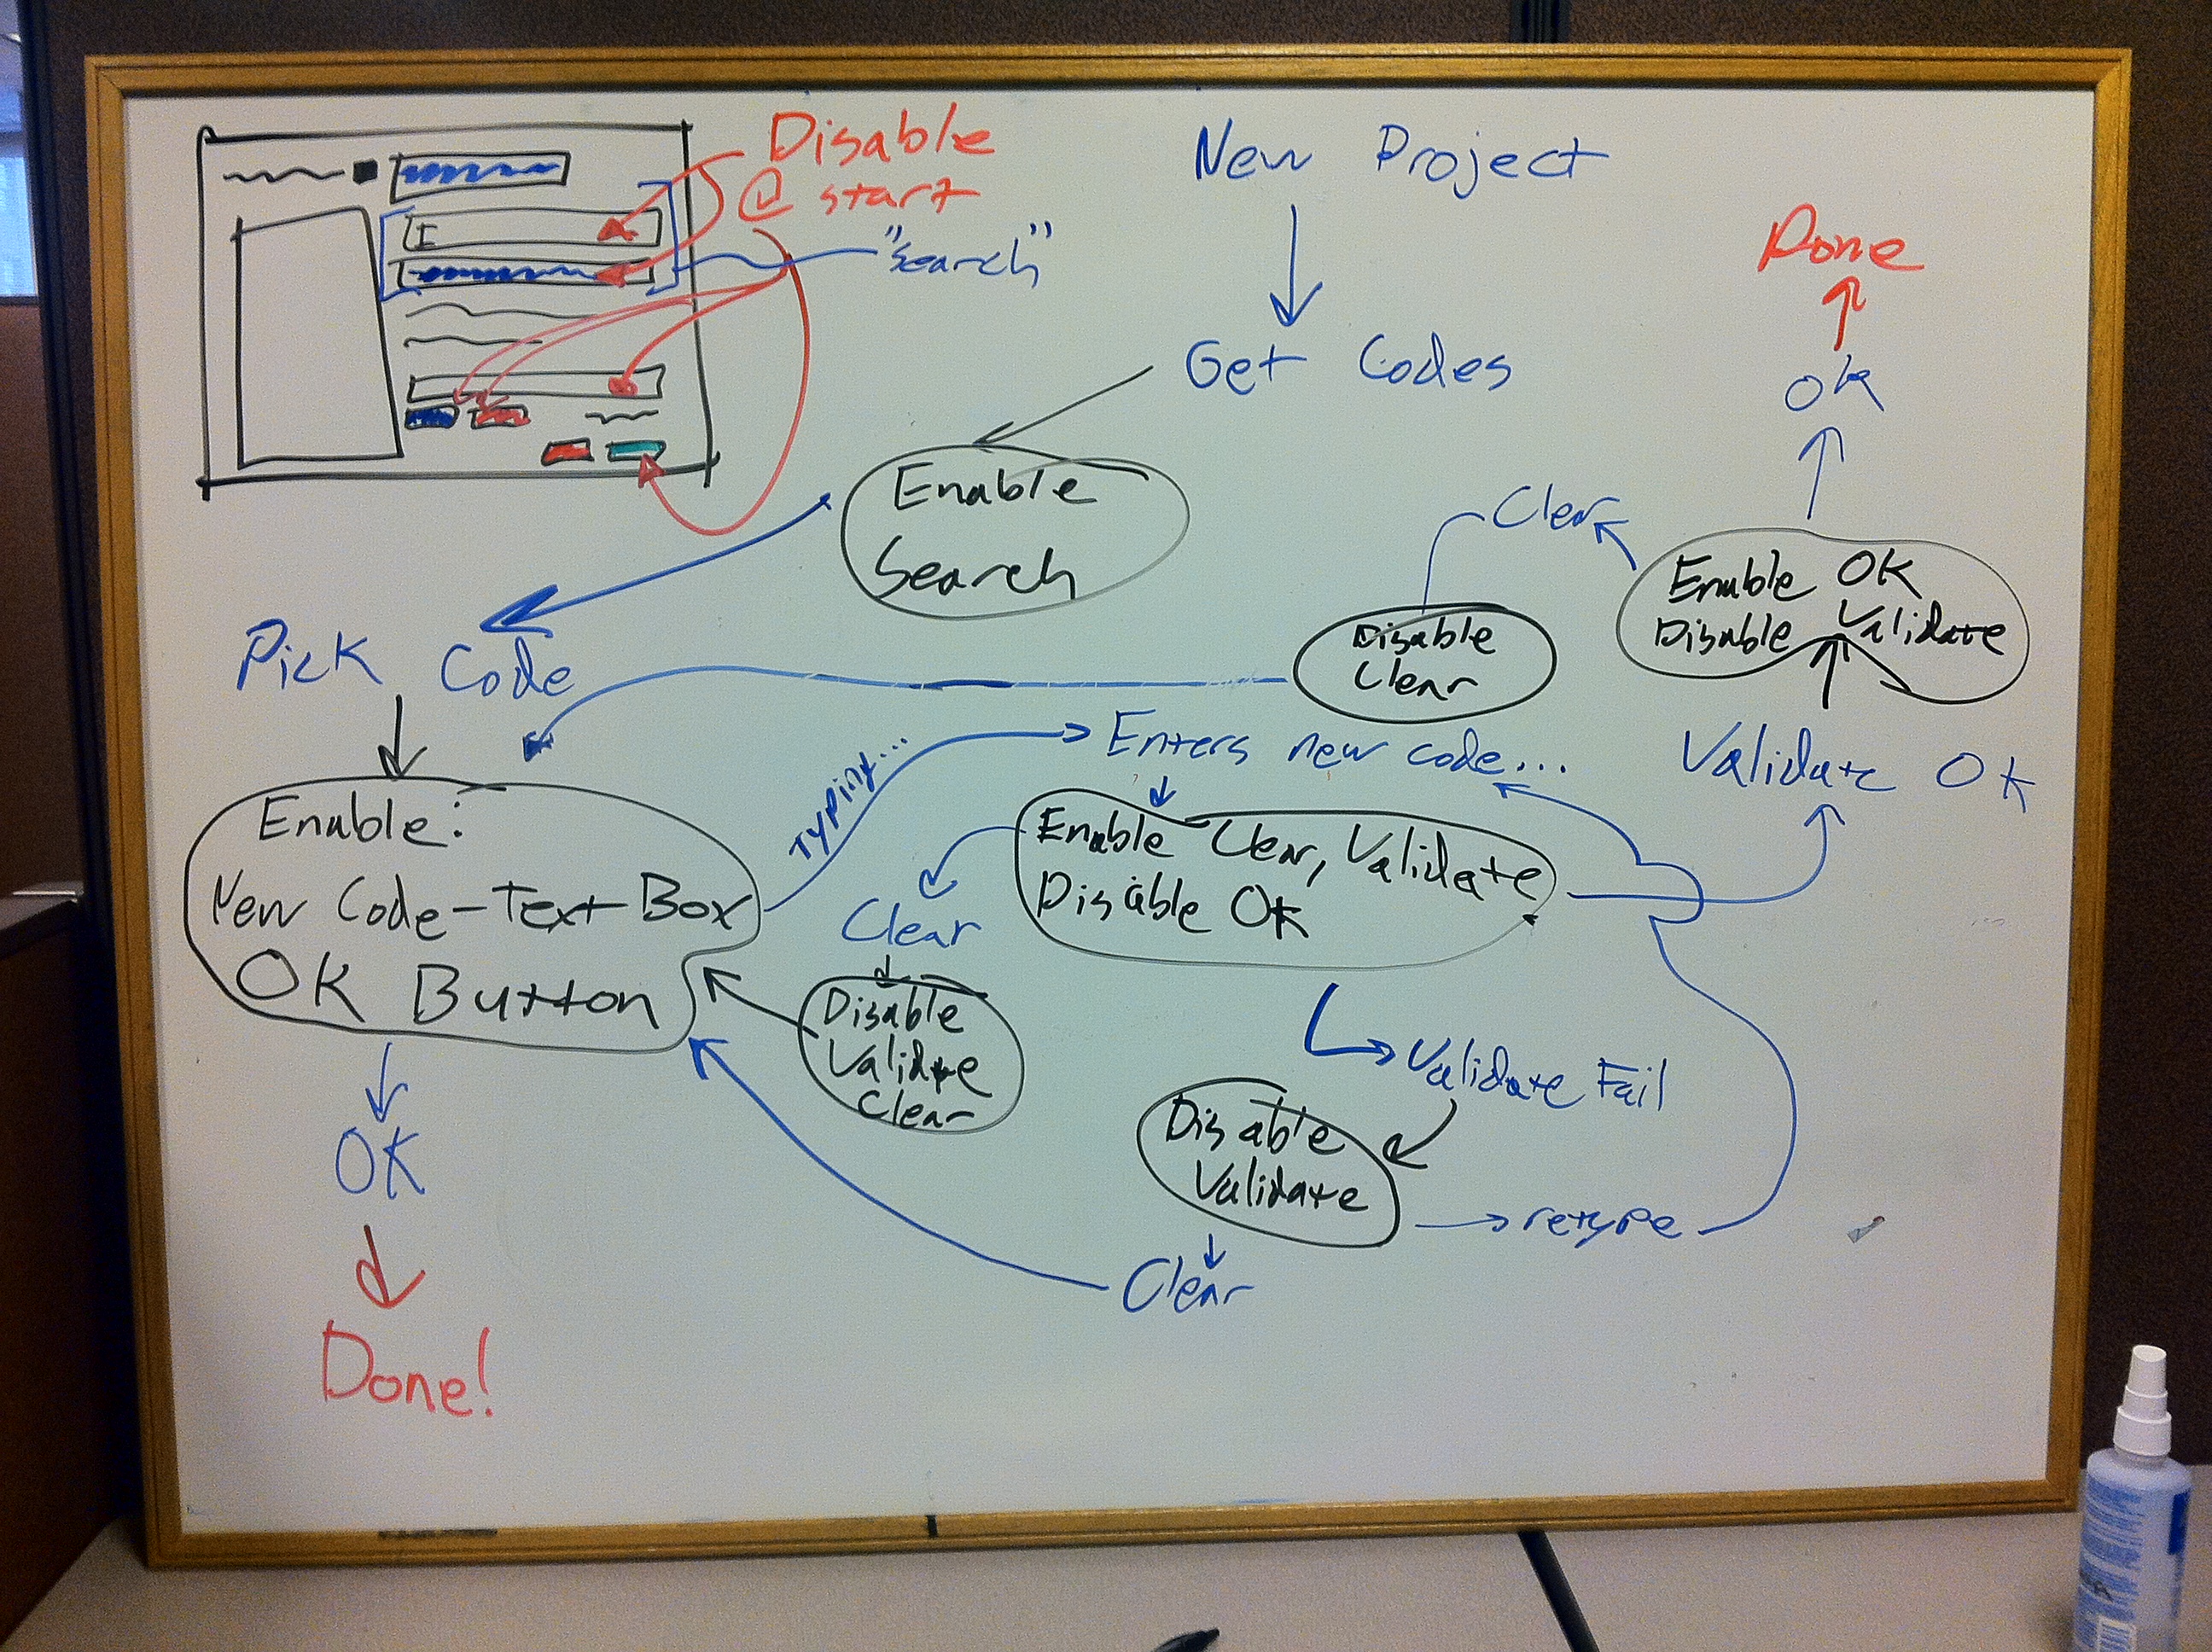 Disable
@ start
"Search"
New Project
Get Codes
Enable
Search
Pick Code
Enable:
New Code-Text Box
OK Button
OK
Done!
Typing...
Enters new code...
Enable Clear, Validate
Disable OK
Clear
Disable
Validate
Clear
Validate Fail
Disable
Validate
retype
Clear
Validate OK
Enable OK
Disable Validate
Clear
Disable
Clear
OK
Done